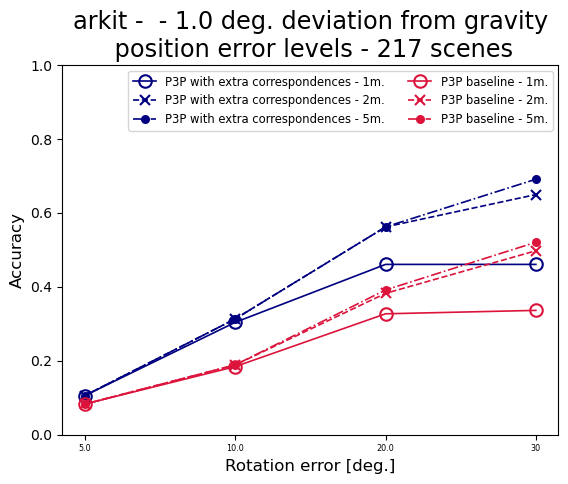 arkit -  - 1.0 deg. deviation from gravity
position error levels - 217 scenes
P3P with extra correspondences - 1m.
P3P with extra correspondences - 2m.
P3P with extra correspondences - 5m.
P3P baseline - 1m.
P3P baseline - 2m.
P3P baseline - 5m.
Accuracy
1.0
0.8
0.6
0.4
0.2
0.0
5.0 10.0 20.0 30
Rotation error [deg.]